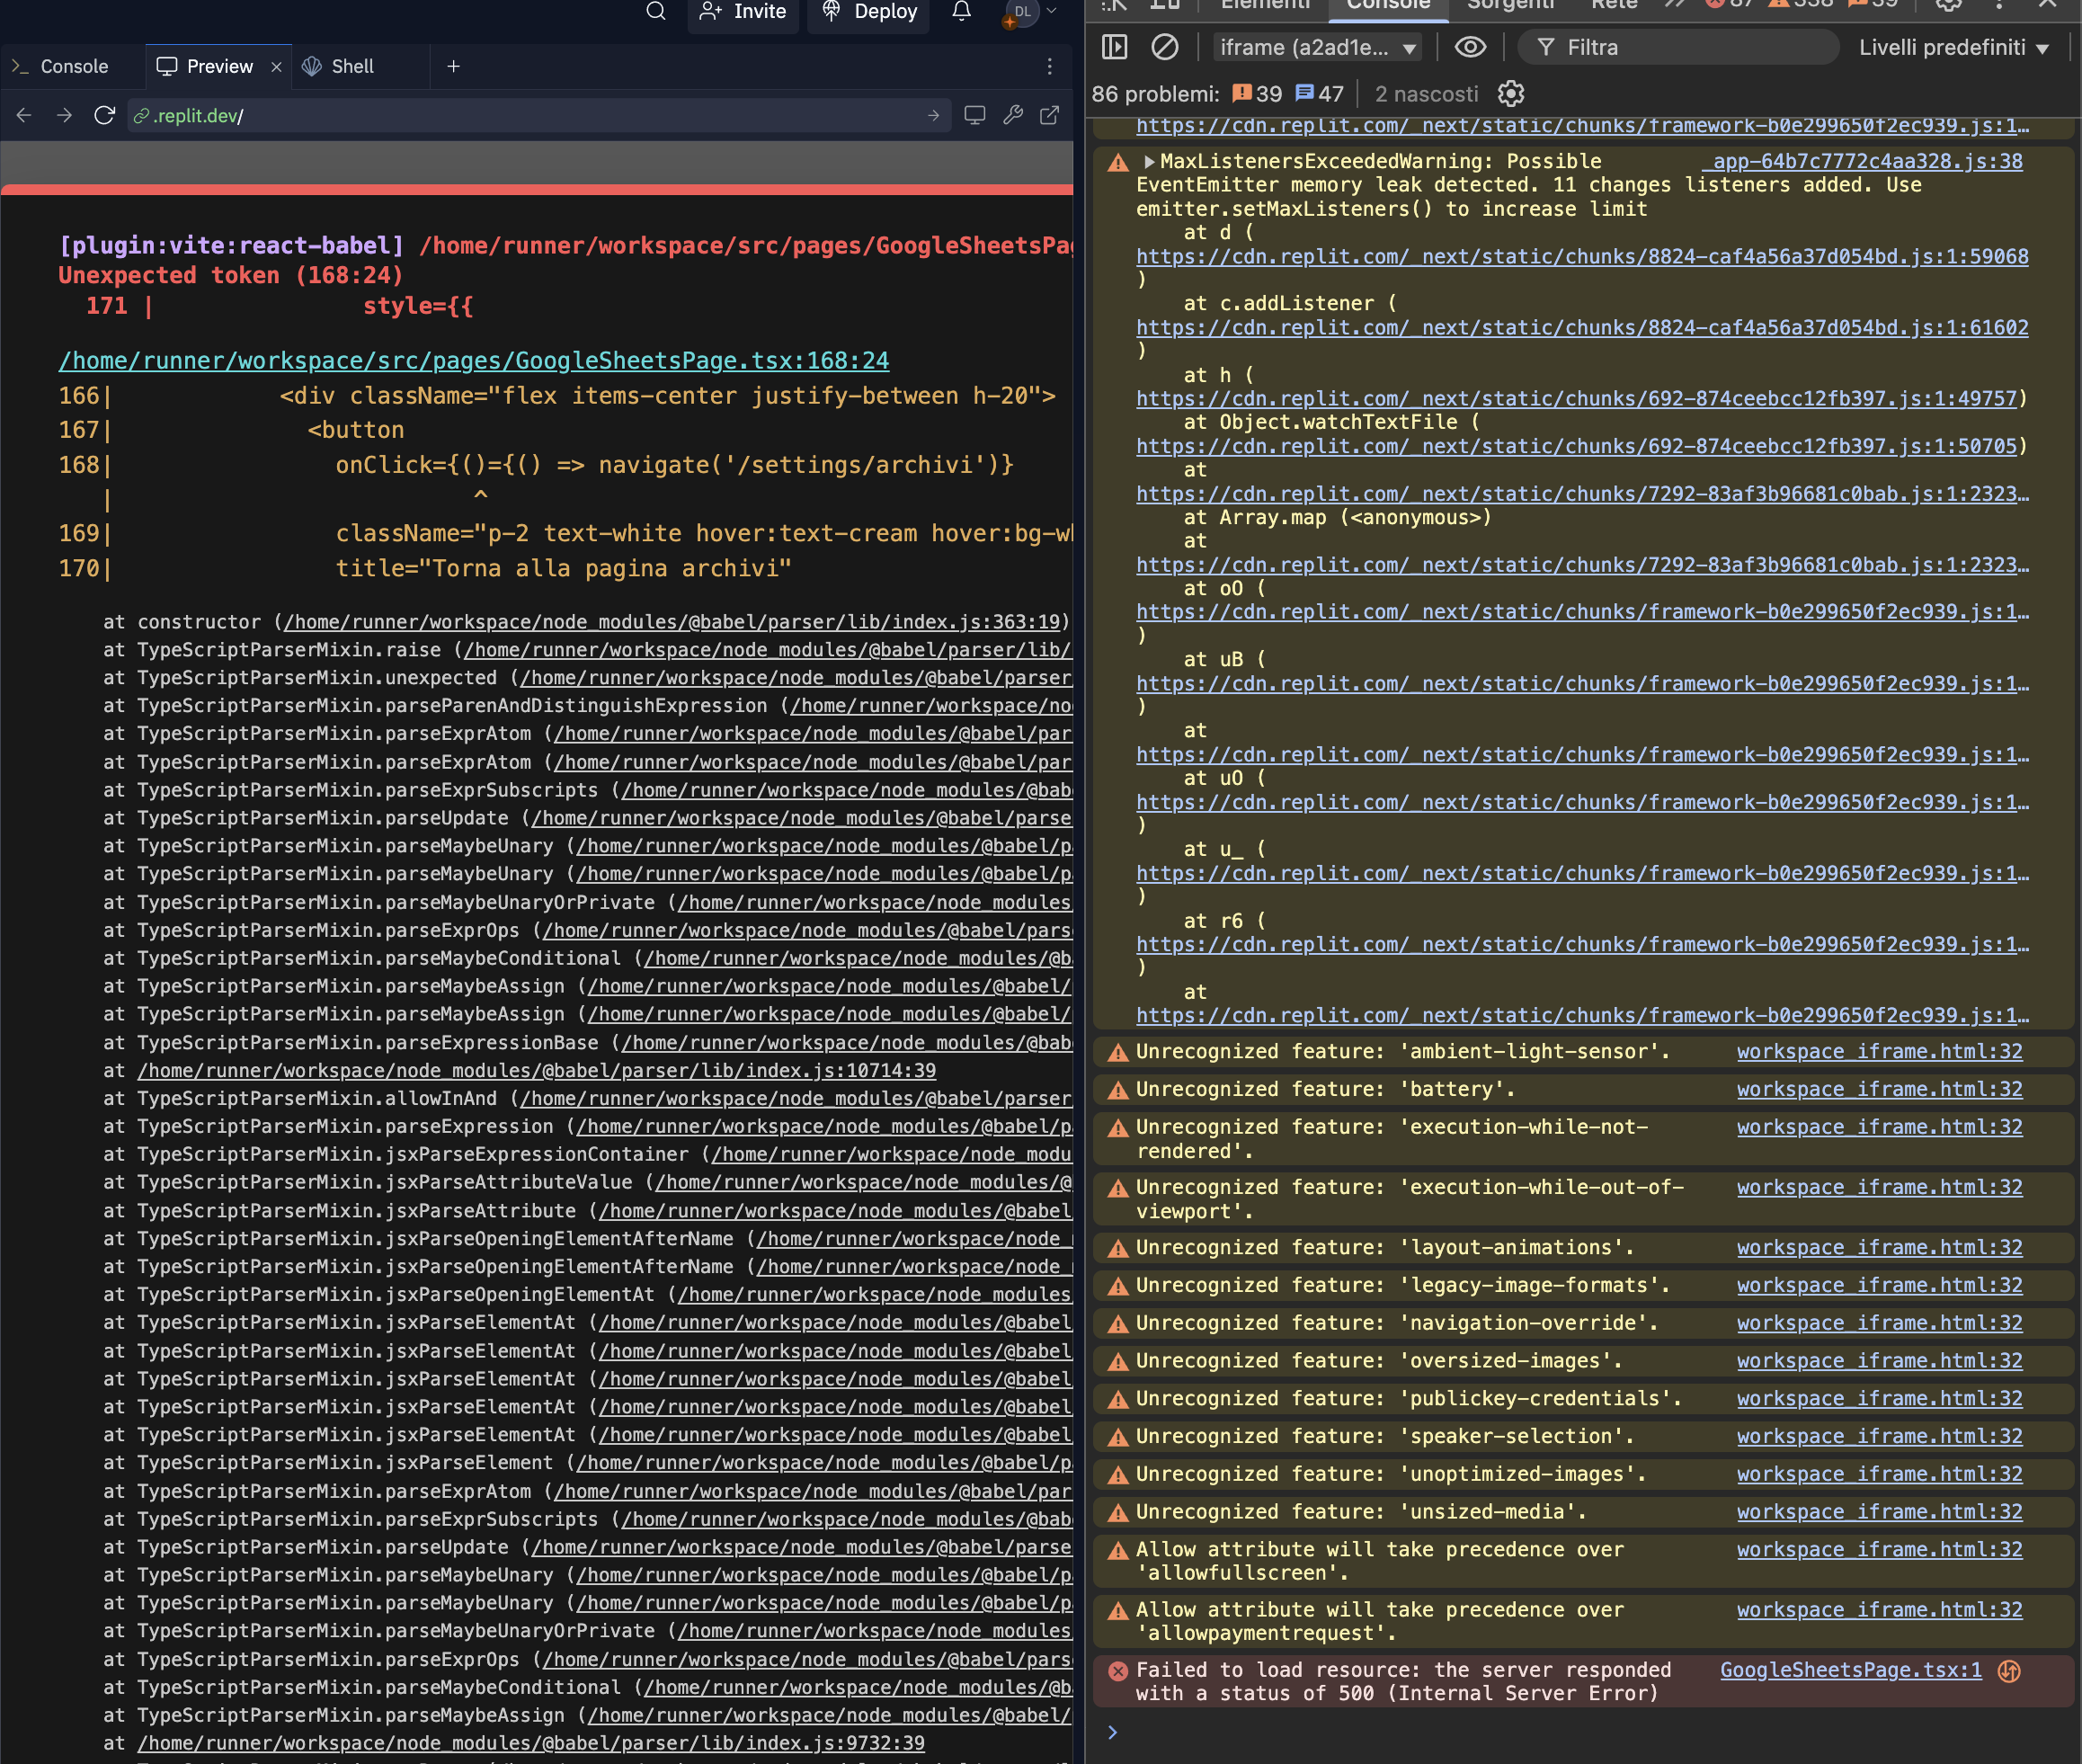 Invite
Deploy
DL
Console
Preview
Shell
.replit.dev/
[plugin:vite:react-babel] /home/runner/workspace/src/pages/GoogleSheetsPag
Unexpected token (168:24)
171 | style={{
/home/runner/workspace/src/pages/GoogleSheetsPage.tsx:168:24
166| <div className="flex items-center justify-between h-20">
167| <button
168| onClick={()={() => navigate('/settings/archivi')}
| ^
169| className="p-2 text-white hover:text-cream hover:bg-wh
170| title="Torna alla pagina archivi"
at constructor (/home/runner/workspace/node_modules/@babel/parser/lib/index.js:363:19)
at TypeScriptParserMixin.raise (/home/runner/workspace/node_modules/@babel/parser/lib/
at TypeScriptParserMixin.unexpected (/home/runner/workspace/node_modules/@babel/parser
at TypeScriptParserMixin.parseParenAndDistinguishExpression (/home/runner/workspace/no
at TypeScriptParserMixin.parseExprAtom (/home/runner/workspace/node_modules/@babel/par
at TypeScriptParserMixin.parseExprAtom (/home/runner/workspace/node_modules/@babel/par
at TypeScriptParserMixin.parseExprSubscripts (/home/runner/workspace/node_modules/@bab
at TypeScriptParserMixin.parseUpdate (/home/runner/workspace/node_modules/@babel/parse
at TypeScriptParserMixin.parseMaybeUnary (/home/runner/workspace/node_modules/@babel/p
at TypeScriptParserMixin.parseMaybeUnary (/home/runner/workspace/node_modules/@babel/p
at TypeScriptParserMixin.parseMaybeUnaryOrPrivate (/home/runner/workspace/node_modules
at TypeScriptParserMixin.parseExprOps (/home/runner/workspace/node_modules/@babel/pars
at TypeScriptParserMixin.parseMaybeConditional (/home/runner/workspace/node_modules/@b
at TypeScriptParserMixin.parseMaybeAssign (/home/runner/workspace/node_modules/@babel/
at TypeScriptParserMixin.parseMaybeAssign (/home/runner/workspace/node_modules/@babel/
at TypeScriptParserMixin.parseExpressionBase (/home/runner/workspace/node_modules/@bab
at /home/runner/workspace/node_modules/@babel/parser/lib/index.js:10714:39
at TypeScriptParserMixin.allowInAnd (/home/runner/workspace/node_modules/@babel/parser
at TypeScriptParserMixin.parseExpression (/home/runner/workspace/node_modules/@babel/p
at TypeScriptParserMixin.jsxParseExpressionContainer (/home/runner/workspace/node_modu
at TypeScriptParserMixin.jsxParseAttributeValue (/home/runner/workspace/node_modules/@
at TypeScriptParserMixin.jsxParseAttribute (/home/runner/workspace/node_modules/@babel
at TypeScriptParserMixin.jsxParseOpeningElementAfterName (/home/runner/workspace/node_
at TypeScriptParserMixin.jsxParseOpeningElementAfterName (/home/runner/workspace/node_
at TypeScriptParserMixin.jsxParseOpeningElementAt (/home/runner/workspace/node_modules
at TypeScriptParserMixin.jsxParseElementAt (/home/runner/workspace/node_modules/@babel
at TypeScriptParserMixin.jsxParseElementAt (/home/runner/workspace/node_modules/@babel
at TypeScriptParserMixin.jsxParseElementAt (/home/runner/workspace/node_modules/@babel
at TypeScriptParserMixin.jsxParseElementAt (/home/runner/workspace/node_modules/@babel
at TypeScriptParserMixin.jsxParseElementAt (/home/runner/workspace/node_modules/@babel
at TypeScriptParserMixin.jsxParseElement (/home/runner/workspace/node_modules/@babel/p
at TypeScriptParserMixin.parseExprAtom (/home/runner/workspace/node_modules/@babel/par
at TypeScriptParserMixin.parseExprSubscripts (/home/runner/workspace/node_modules/@bab
at TypeScriptParserMixin.parseUpdate (/home/runner/workspace/node_modules/@babel/parse
at TypeScriptParserMixin.parseMaybeUnary (/home/runner/workspace/node_modules/@babel/p
at TypeScriptParserMixin.parseMaybeUnary (/home/runner/workspace/node_modules/@babel/p
at TypeScriptParserMixin.parseMaybeUnaryOrPrivate (/home/runner/workspace/node_modules
at TypeScriptParserMixin.parseExprOps (/home/runner/workspace/node_modules/@babel/pars
at TypeScriptParserMixin.parseMaybeConditional (/home/runner/workspace/node_modules/@b
at TypeScriptParserMixin.parseMaybeAssign (/home/runner/workspace/node_modules/@babel/
at /home/runner/workspace/node_modules/@babel/parser/lib/index.js:9732:39
Elementi
Console
Sorgenti
Rete
87
338
39
iframe (a2ad1e...
Filtra
Livelli predefiniti
86 problemi: 39 47
2 nascosti
https://cdn.replit.com/_next/static/chunks/framework-b0e299650f2ec939.js:1…
MaxListenersExceededWarning: Possible _app-64b7c7772c4aa328.js:38
EventEmitter memory leak detected. 11 changes listeners added. Use
emitter.setMaxListeners() to increase limit
at d (
https://cdn.replit.com/_next/static/chunks/8824-caf4a56a37d054bd.js:1:59068
)
at c.addListener (
https://cdn.replit.com/_next/static/chunks/8824-caf4a56a37d054bd.js:1:61602
)
at h (
https://cdn.replit.com/_next/static/chunks/692-874ceebcc12fb397.js:1:49757)
at Object.watchTextFile (
https://cdn.replit.com/_next/static/chunks/692-874ceebcc12fb397.js:1:50705)
at
https://cdn.replit.com/_next/static/chunks/7292-83af3b96681c0bab.js:1:2323…
at Array.map (<anonymous>)
at
https://cdn.replit.com/_next/static/chunks/7292-83af3b96681c0bab.js:1:2323…
at oO (
https://cdn.replit.com/_next/static/chunks/framework-b0e299650f2ec939.js:1…
)
at uB (
https://cdn.replit.com/_next/static/chunks/framework-b0e299650f2ec939.js:1…
)
at
https://cdn.replit.com/_next/static/chunks/framework-b0e299650f2ec939.js:1…
at uO (
https://cdn.replit.com/_next/static/chunks/framework-b0e299650f2ec939.js:1…
)
at u_ (
https://cdn.replit.com/_next/static/chunks/framework-b0e299650f2ec939.js:1…
)
at r6 (
https://cdn.replit.com/_next/static/chunks/framework-b0e299650f2ec939.js:1…
)
at
https://cdn.replit.com/_next/static/chunks/framework-b0e299650f2ec939.js:1…
Unrecognized feature: 'ambient-light-sensor'. workspace_iframe.html:32
Unrecognized feature: 'battery'. workspace_iframe.html:32
Unrecognized feature: 'execution-while-not- workspace_iframe.html:32
rendered'.
Unrecognized feature: 'execution-while-out-of- workspace_iframe.html:32
viewport'.
Unrecognized feature: 'layout-animations'. workspace_iframe.html:32
Unrecognized feature: 'legacy-image-formats'. workspace_iframe.html:32
Unrecognized feature: 'navigation-override'. workspace_iframe.html:32
Unrecognized feature: 'oversized-images'. workspace_iframe.html:32
Unrecognized feature: 'publickey-credentials'. workspace_iframe.html:32
Unrecognized feature: 'speaker-selection'. workspace_iframe.html:32
Unrecognized feature: 'unoptimized-images'. workspace_iframe.html:32
Unrecognized feature: 'unsized-media'. workspace_iframe.html:32
Allow attribute will take precedence over workspace_iframe.html:32
'allowfullscreen'.
Allow attribute will take precedence over workspace_iframe.html:32
'allowpaymentrequest'.
Failed to load resource: the server responded GoogleSheetsPage.tsx:1
with a status of 500 (Internal Server Error)